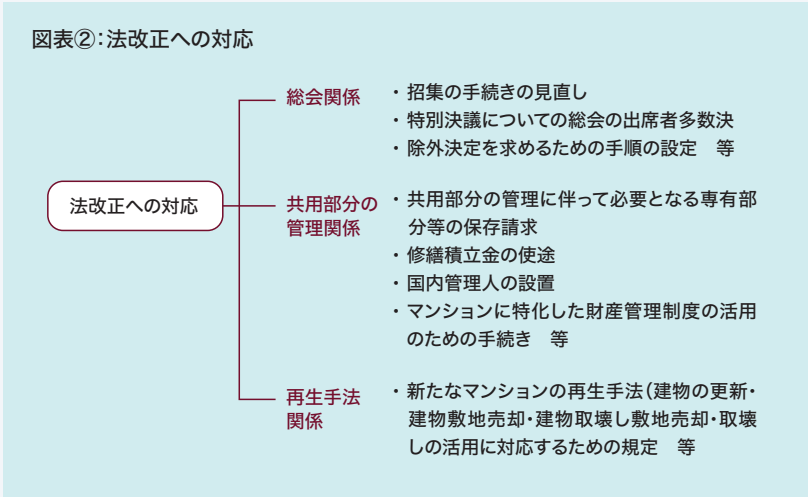 図表②：法改正への対応
法改正への対応
総会関係
・招集の手続きの見直し
・特別決議についての総会の出席者多数決
・除外決定を求めるための手順の設定　等
共用部分の
管理関係
・共用部分の管理に伴って必要となる専有部
分等の保存請求
・修繕積立金の使途
・国内管理人の設置
・マンションに特化した財産管理制度の活用
のための手続き　等
再生手法
関係
・新たなマンションの再生手法（建物の更新・
建物敷地売却・建物取壊し敷地売却・取壊
しの活用に対応するための規定　等